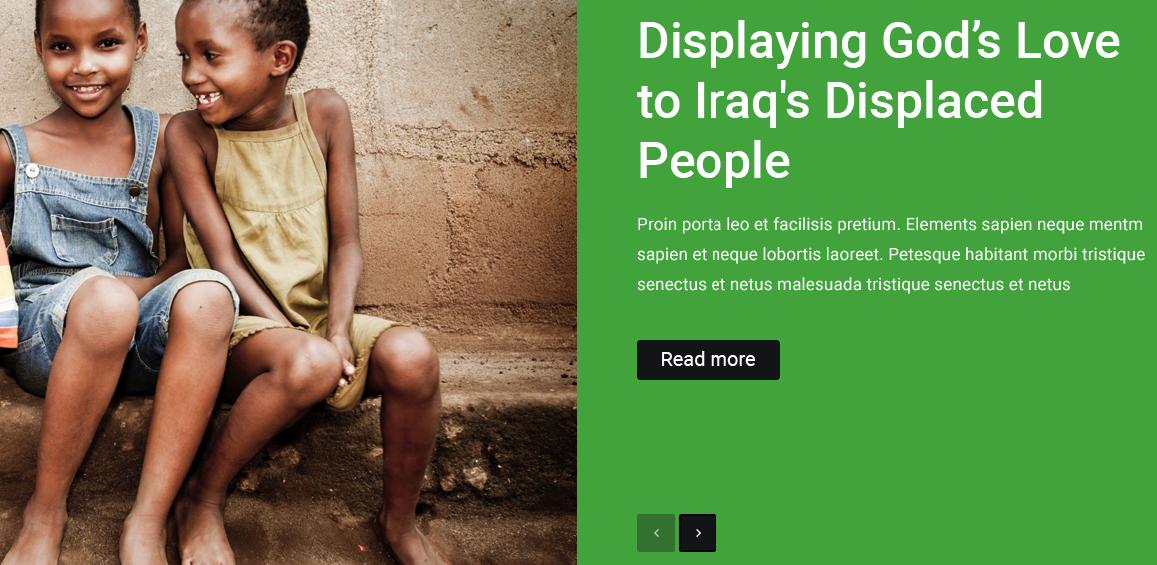 Displaying God’s Love
to Iraq's Displaced
People
Proin porta leo et facilisis pretium. Elements sapien neque mentm
sapien et neque lobortis laoreet. Petesque habitant morbi tristique
senectus et netus malesuada tristique senectus et netus
Read more